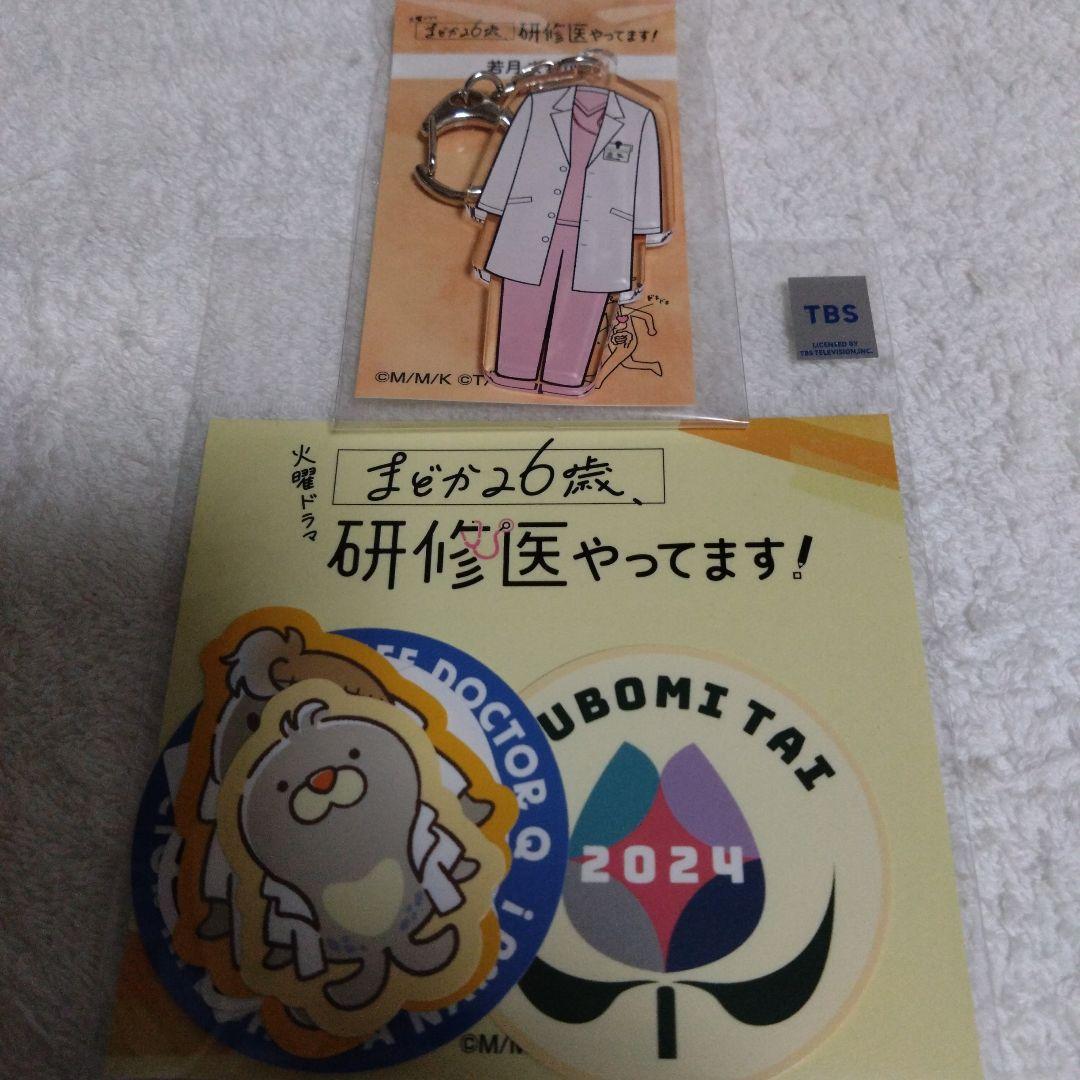 「まどか26歳、研修医やってます!
若月
TBS
LICENSED BY
TBS TELEVISION,INC.
©M/M/K ©T/
火曜ドラマ
まどか26歳、
研修医やってます!
DOCTOR Q
UBOMI TAI
2024
©M/M